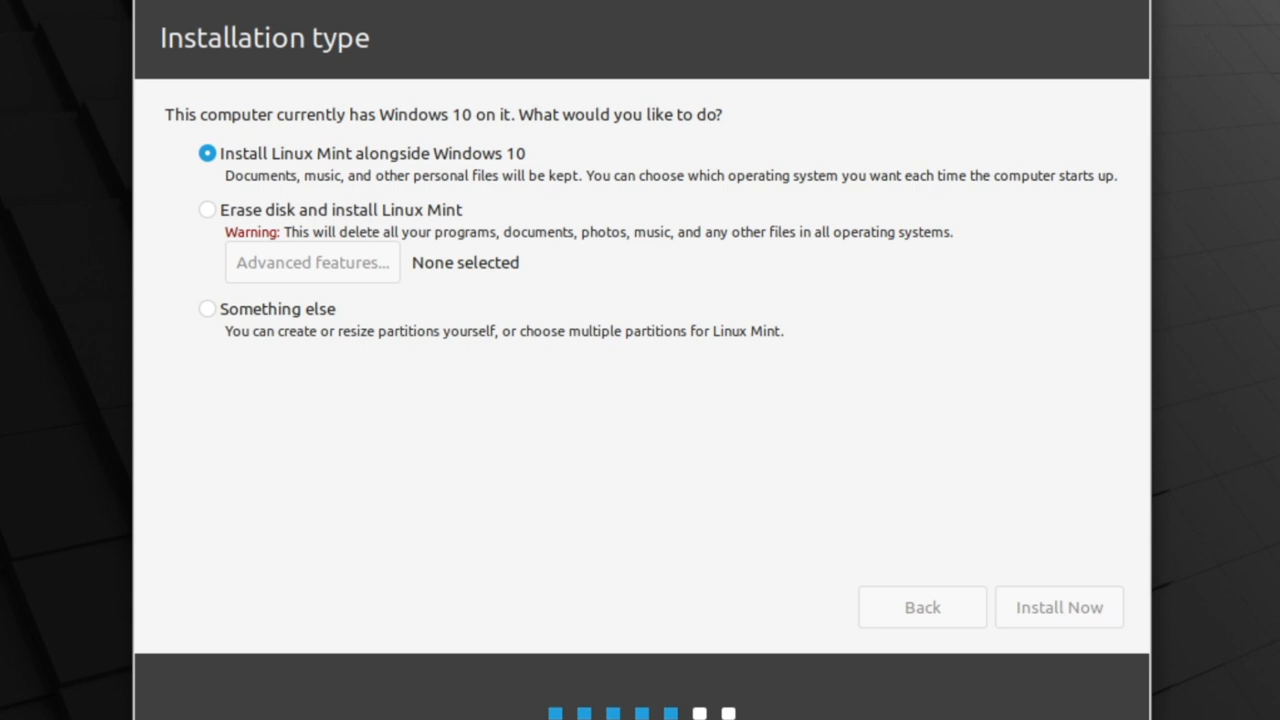 Installation type
This computer currently has Windows 10 on it. What would you like to do?
Install Linux Mint alongside Windows 10
Documents, music, and other personal files will be kept. You can choose which operating system you want each time the computer starts up.
Erase disk and install Linux Mint
Warning: This will delete all your programs, documents, photos, music, and any other files in all operating systems.
Advanced features... None selected
Something else
You can create or resize partitions yourself, or choose multiple partitions for Linux Mint.
Back Install Now